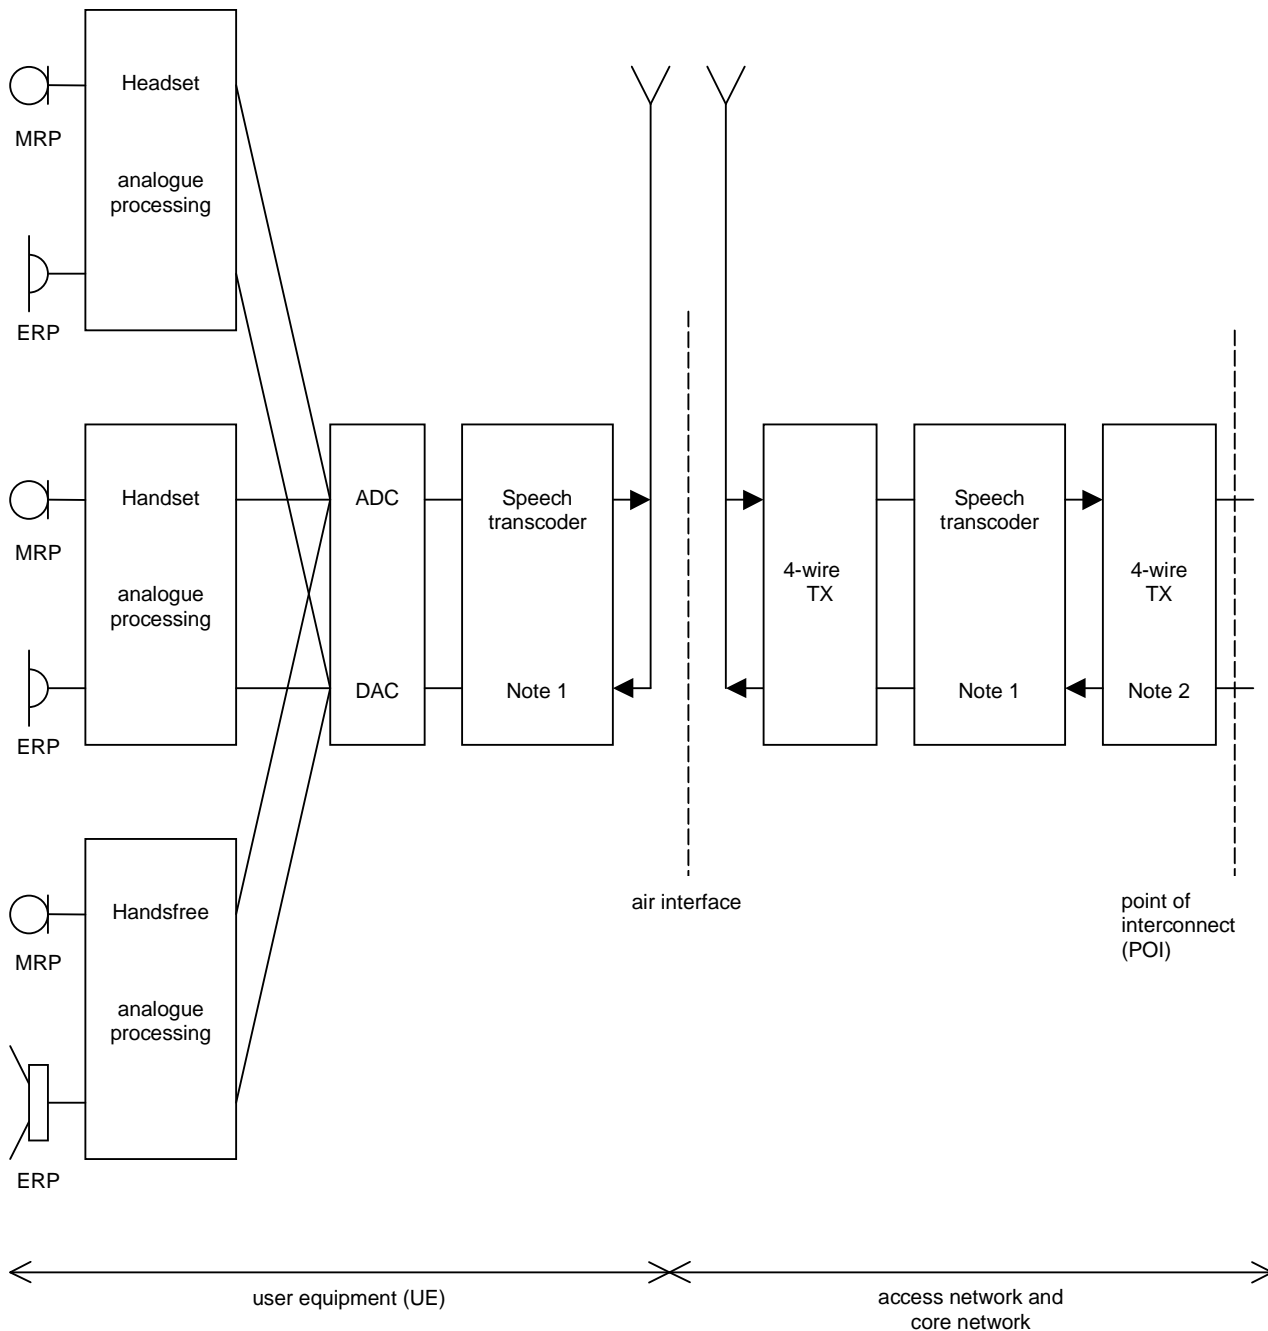 Headset
MRP
analogue
processing
ERP
Handset
MRP
analogue
processing
ERP
ADC
DAC
Speech
transcoder
Note 1
4-wire
TX
Speech
transcoder
Note 1
4-wire
TX
Note 2
Handsfree
MRP
analogue
processing
ERP
air interface
point of
interconnect
(POI)
user equipment (UE)
access network and
core network